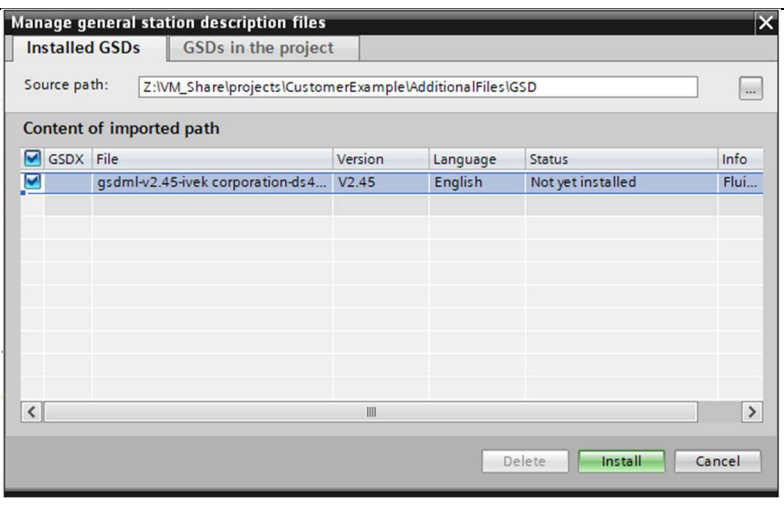 Manage general station description files
Installed GSDs GSDs in the project
Source path: Z:\VM_Share\projects\CustomerExample\AdditionalFiles\GSD ...
Content of imported path
GSDX File Version Language Status Info
gsdml-v2.45-ivek corporation-ds4... V2.45 English Not yet installed Flui...
Delete Install Cancel